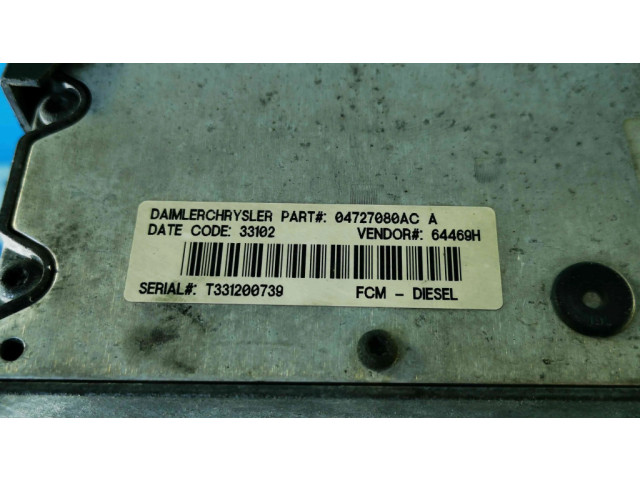 DAIMLERCHRYSLER PART#: 04727080AC A
DATE CODE: 33102 VENDOR#: 64469H
SERIAL#: T331200739 FCM - DIESEL